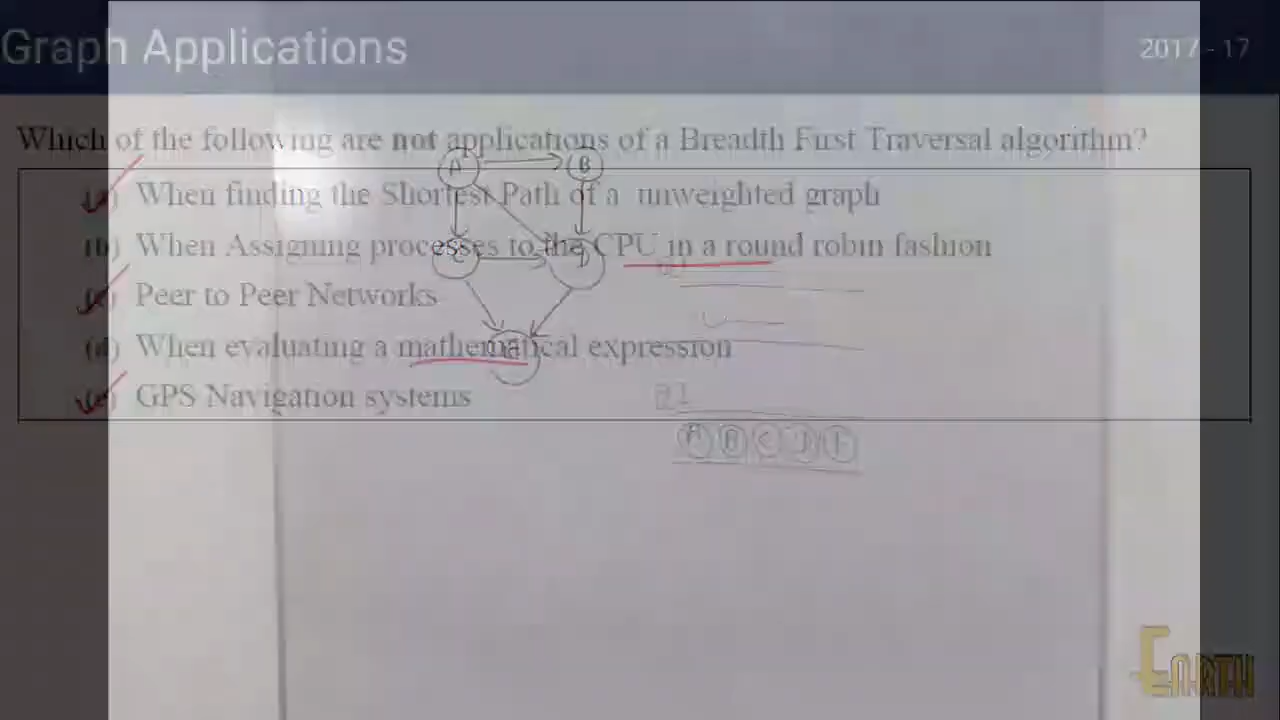 Graph Applications
2017 - 17
Which of the following are not applications of a Breadth First Traversal algorithm?
(a) When finding the Shortest Path of a unweighted graph
(b) When Assigning processes to the CPU in a round robin fashion
(c) Peer to Peer Networks
(d) When evaluating a mathematical expression
(e) GPS Navigation systems
A B
C D
E
A B C D E
EARTH